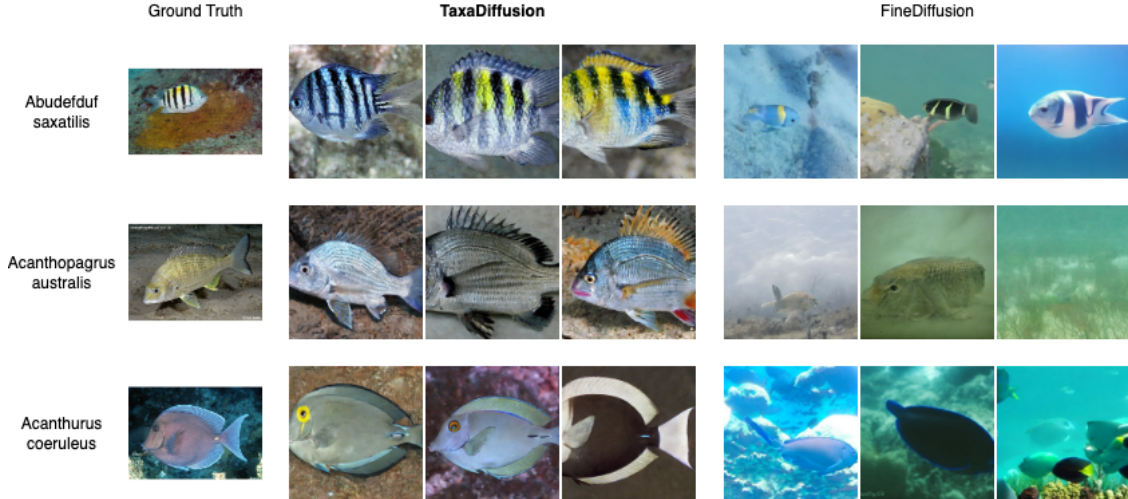 Ground Truth
TaxaDiffusion
FineDiffusion
Abudefduf
saxatilis
Acanthopagrus
australis
Acanthurus
coeruleus